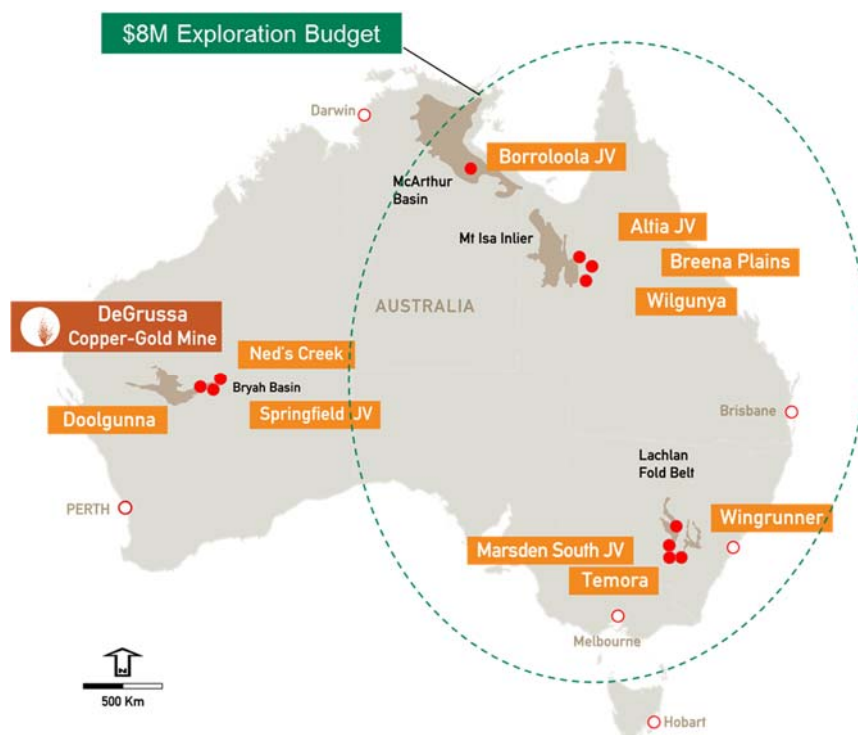 $8M Exploration Budget
Darwin
Borroloola JV
McArthur
Basin
Altia JV
Mt Isa Inlier
Breena Plains
AUSTRALIA
Wilgunya
DeGrussa
Copper-Gold Mine
Ned's Creek
Bryah Basin
Doolgunna
Springfield JV
Brisbane
Lachlan
Fold Belt
PERTH
Wingrunner
Marsden South JV
Temora
Melbourne
N
500 Km
Hobart